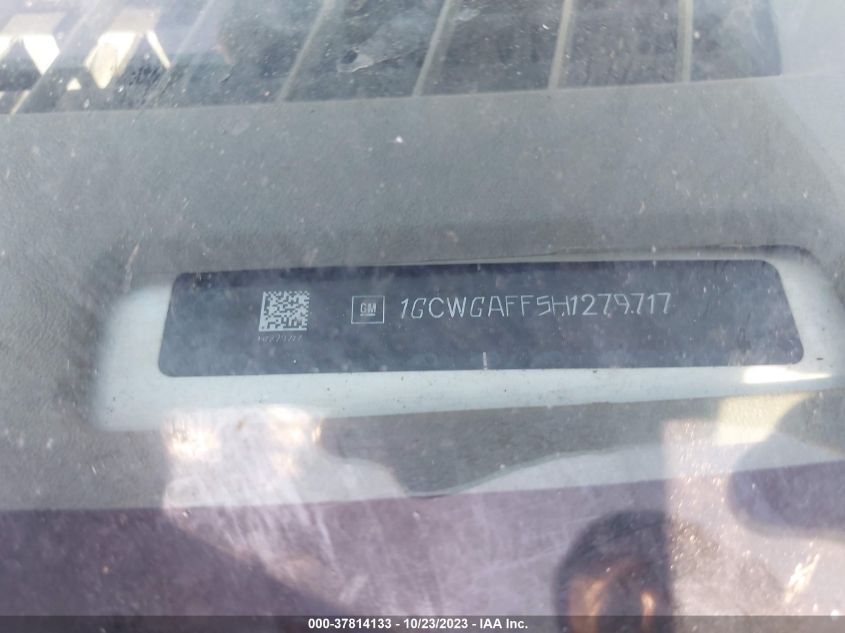 GM 1GCWGAFF5H1279717
000-37814133 - 10/23/2023 - IAA Inc.